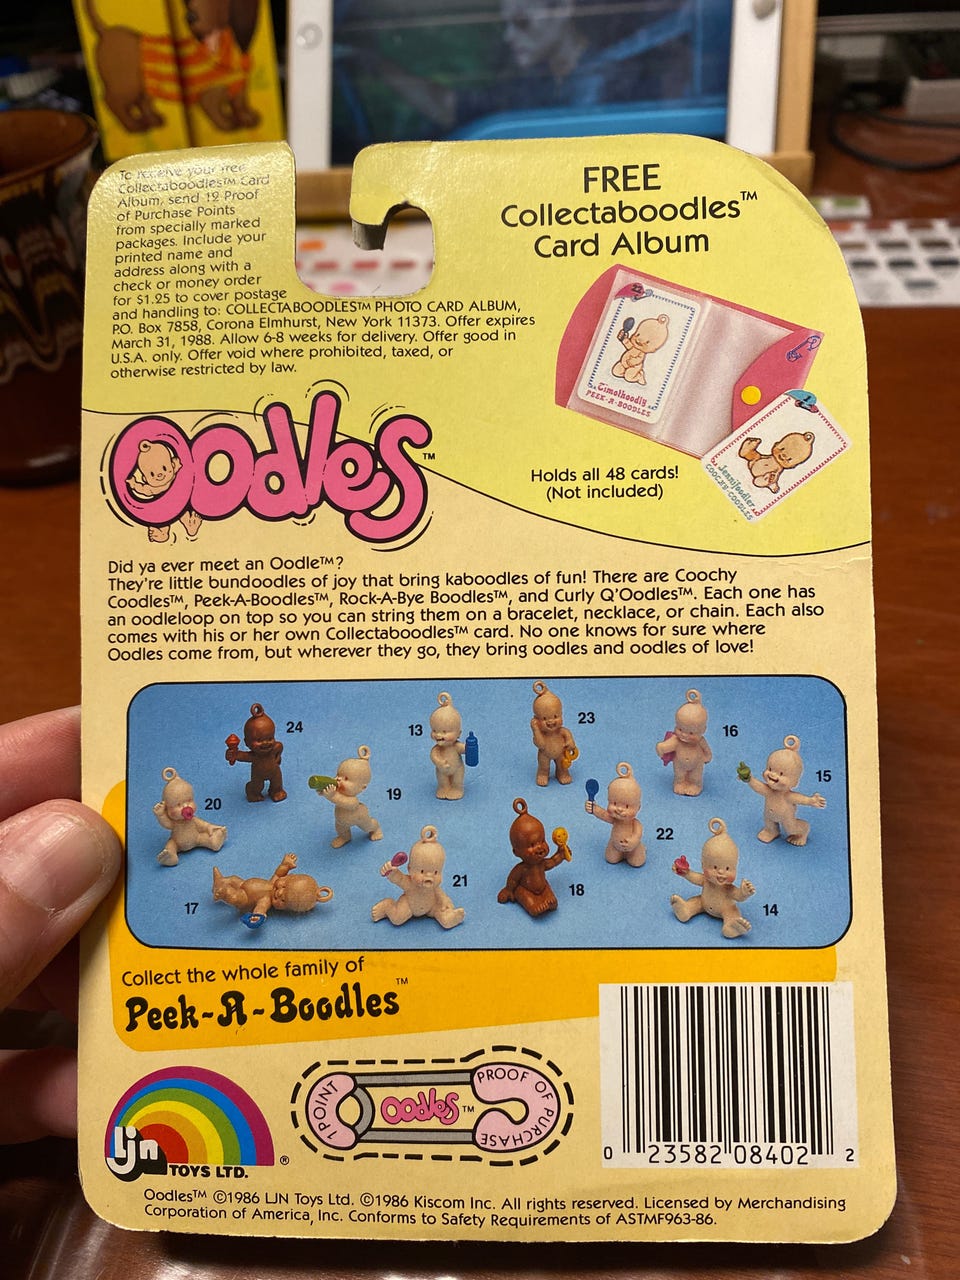 To receive your free
Collectaboodles™ Card
Album, send 12 Proof
of Purchase Points
from specially marked
packages. Include your
printed name and
address along with a
check or money order
for $1.25 to cover postage
and handling to: COLLECTABOODLES™ PHOTO CARD ALBUM,
P.O. Box 7858, Corona Elmhurst, New York 11373. Offer expires
March 31, 1988. Allow 6-8 weeks for delivery. Offer good in
U.S.A. only. Offer void where prohibited, taxed, or
otherwise restricted by law.
FREE
Collectaboodles™
Card Album
Timothoodly
PEEK-A-BOODLES
Jennifoodler
COOCHY-COODLES
Holds all 48 cards!
(Not included)
Oodles™
Did ya ever meet an Oodle™?
They're little bundoodles of joy that bring kaboodles of fun! There are Coochy
Coodles™, Peek-A-Boodles™, Rock-A-Bye Boodles™, and Curly Q'Oodles™. Each one has
an oodleloop on top so you can string them on a bracelet, necklace, or chain. Each also
comes with his or her own Collectaboodles™ card. No one knows for sure where
Oodles come from, but wherever they go, they bring oodles and oodles of love!
24
13
23
16
20
19
15
22
17
21
18
14
Collect the whole family of
Peek-A-Boodles™
LJN
TOYS LTD.®
1 POINT
Oodles™
PROOF OF PURCHASE
0 23582 08402 2
Oodles™ ©1986 LJN Toys Ltd. ©1986 Kiscom Inc. All rights reserved. Licensed by Merchandising
Corporation of America, Inc. Conforms to Safety Requirements of ASTMF963-86.